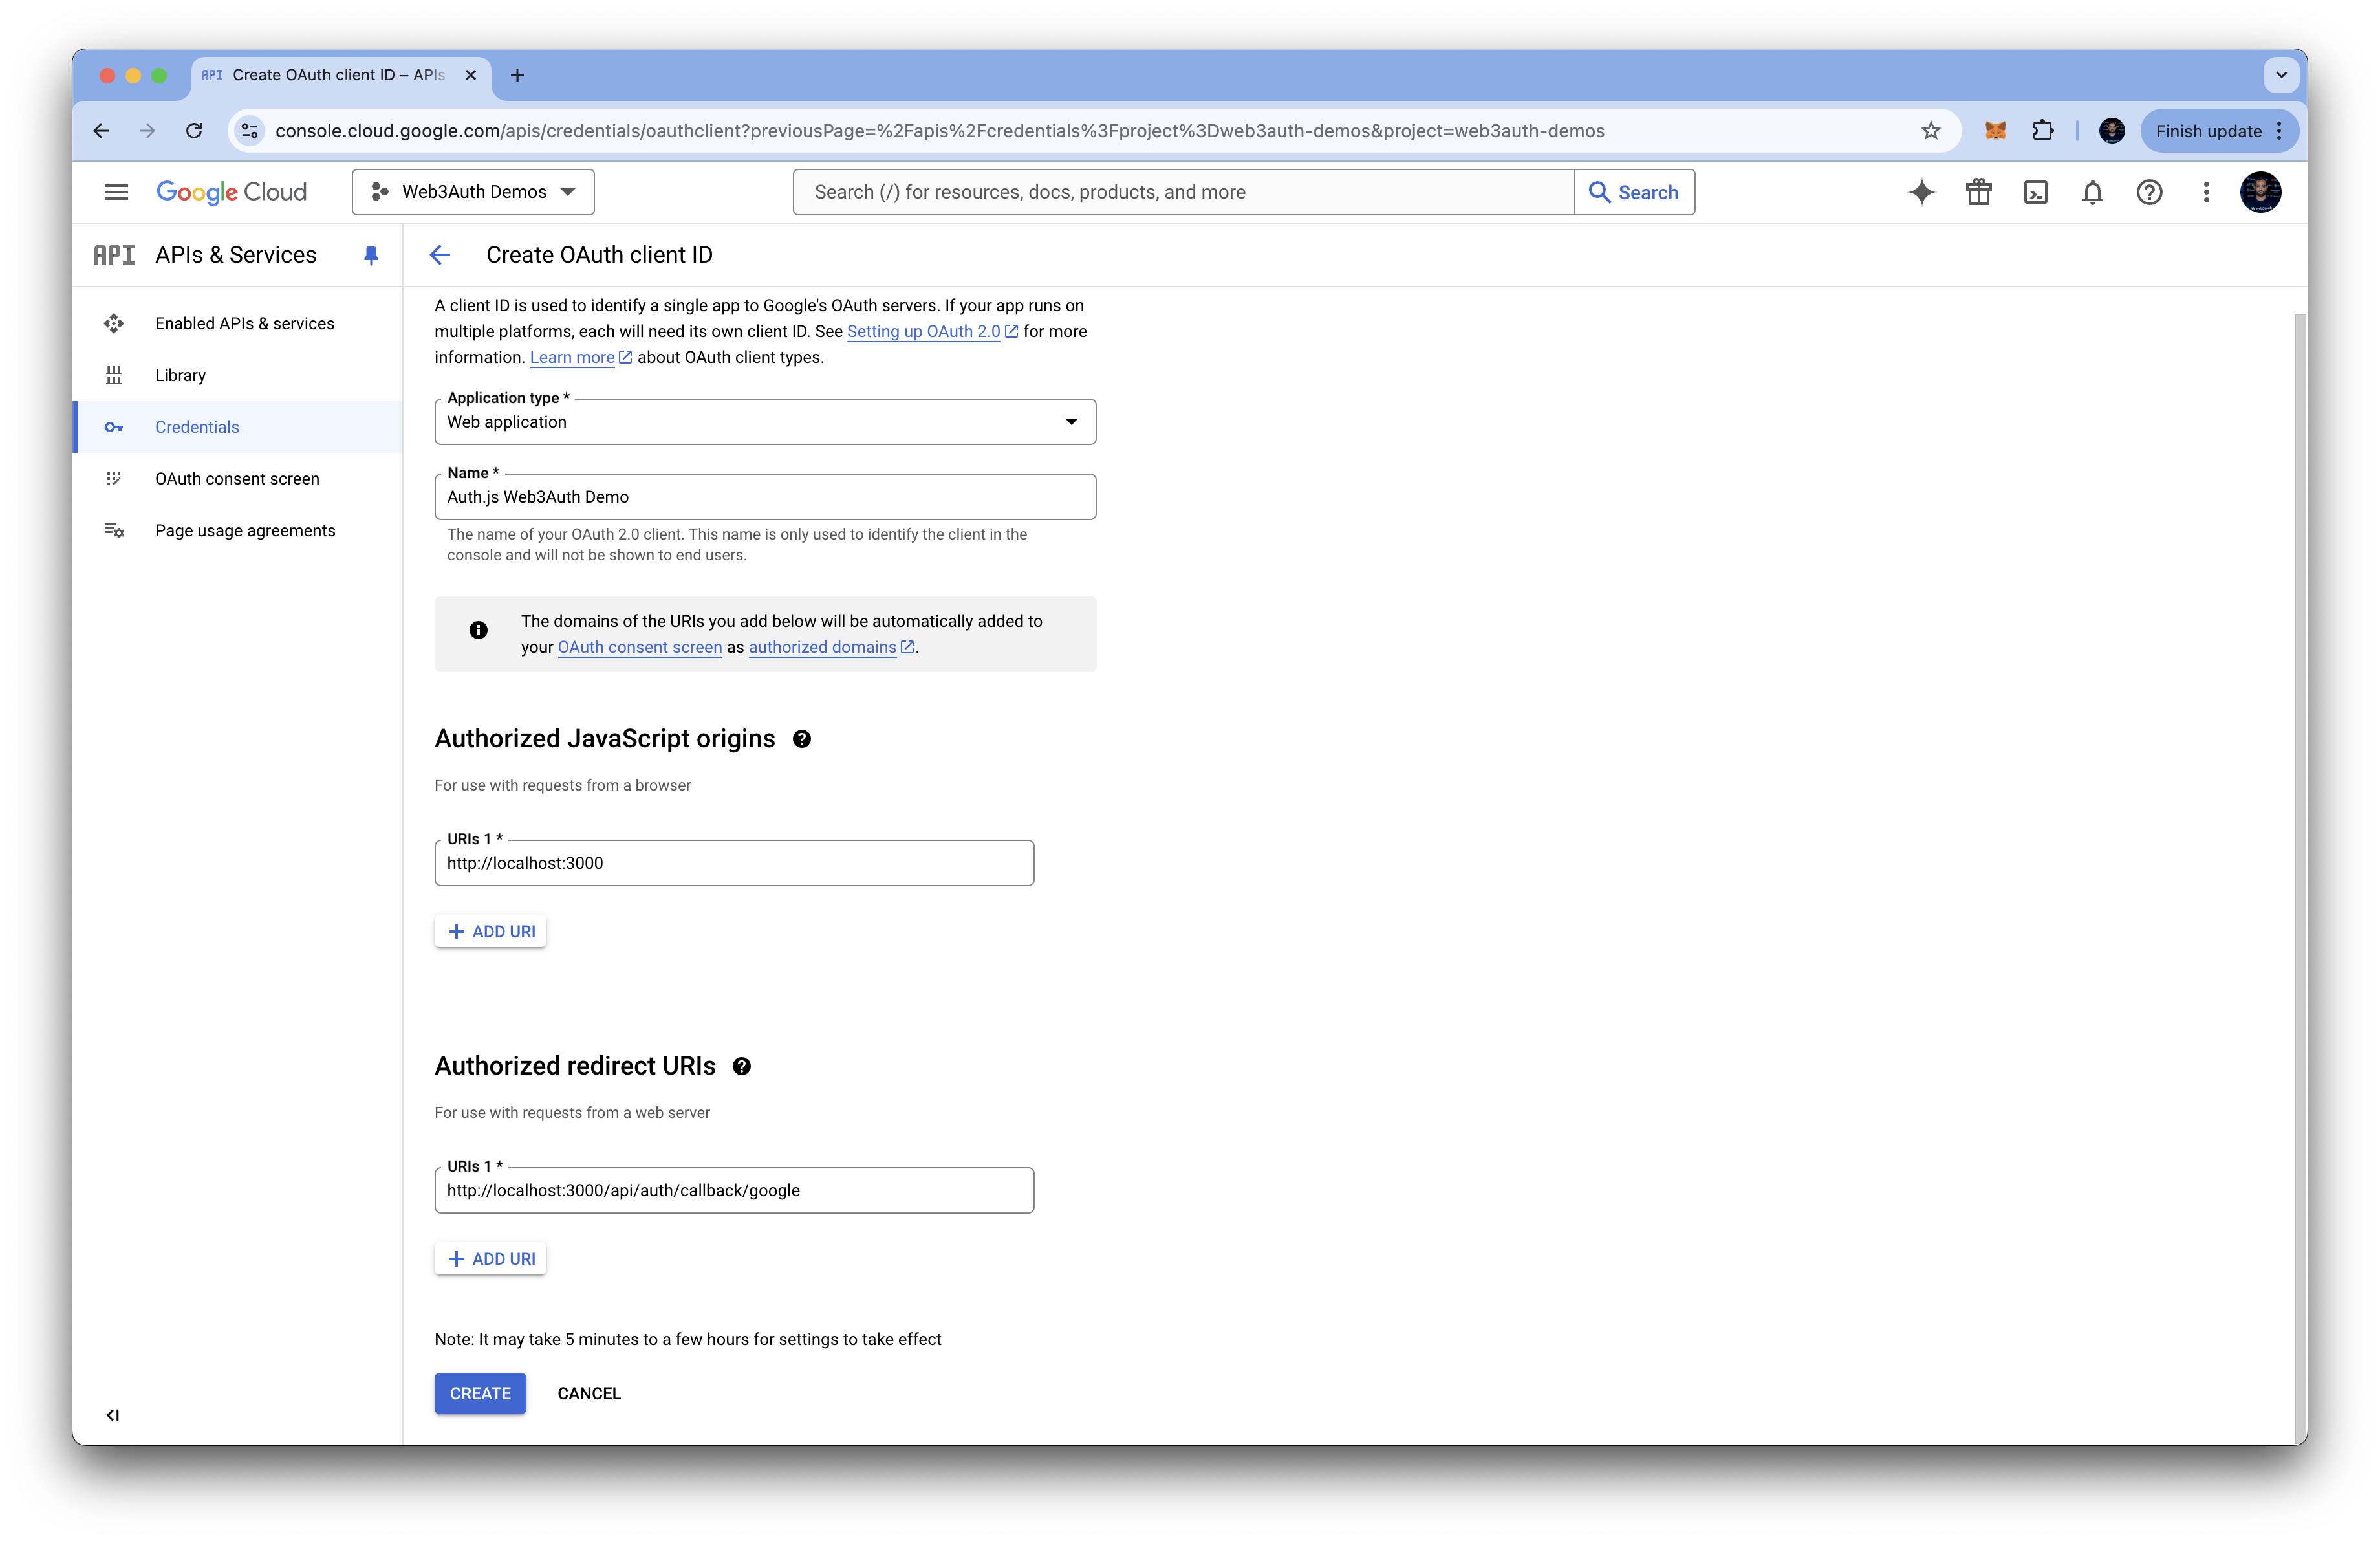 API Create OAuth client ID – APIs
console.cloud.google.com/apis/credentials/oauthclient?previousPage=%2Fapis%2Fcredentials%3Fproject%3Dweb3auth-demos&project=web3auth-demos
Finish update
Google Cloud
Web3Auth Demos
Search (/) for resources, docs, products, and more
Search
API APIs & Services
Create OAuth client ID
Enabled APIs & services
Library
Credentials
OAuth consent screen
Page usage agreements
A client ID is used to identify a single app to Google's OAuth servers. If your app runs on
multiple platforms, each will need its own client ID. See Setting up OAuth 2.0 for more
information. Learn more about OAuth client types.
Application type *
Web application
Name *
Auth.js Web3Auth Demo
The name of your OAuth 2.0 client. This name is only used to identify the client in the
console and will not be shown to end users.
The domains of the URIs you add below will be automatically added to
your OAuth consent screen as authorized domains.
Authorized JavaScript origins
For use with requests from a browser
URIs 1 *
http://localhost:3000
+ ADD URI
Authorized redirect URIs
For use with requests from a web server
URIs 1 *
http://localhost:3000/api/auth/callback/google
+ ADD URI
Note: It may take 5 minutes to a few hours for settings to take effect
CREATE
CANCEL